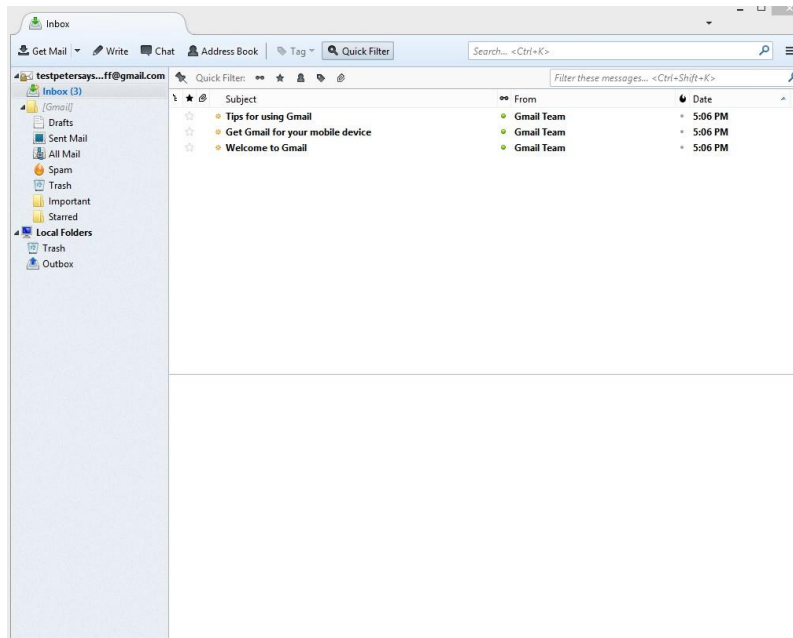 Inbox
Get Mail Write Chat Address Book Tag Quick Filter Search... <Ctrl+K>
testpetersays...ff@gmail.com
Quick Filter: Filter these messages... <Ctrl+Shift+K>
Inbox (3)
Subject From Date
[Gmail]
Tips for using Gmail Gmail Team 5:06 PM
Drafts
Get Gmail for your mobile device Gmail Team 5:06 PM
Sent Mail
Welcome to Gmail Gmail Team 5:06 PM
All Mail
Spam
Trash
Important
Starred
Local Folders
Trash
Outbox